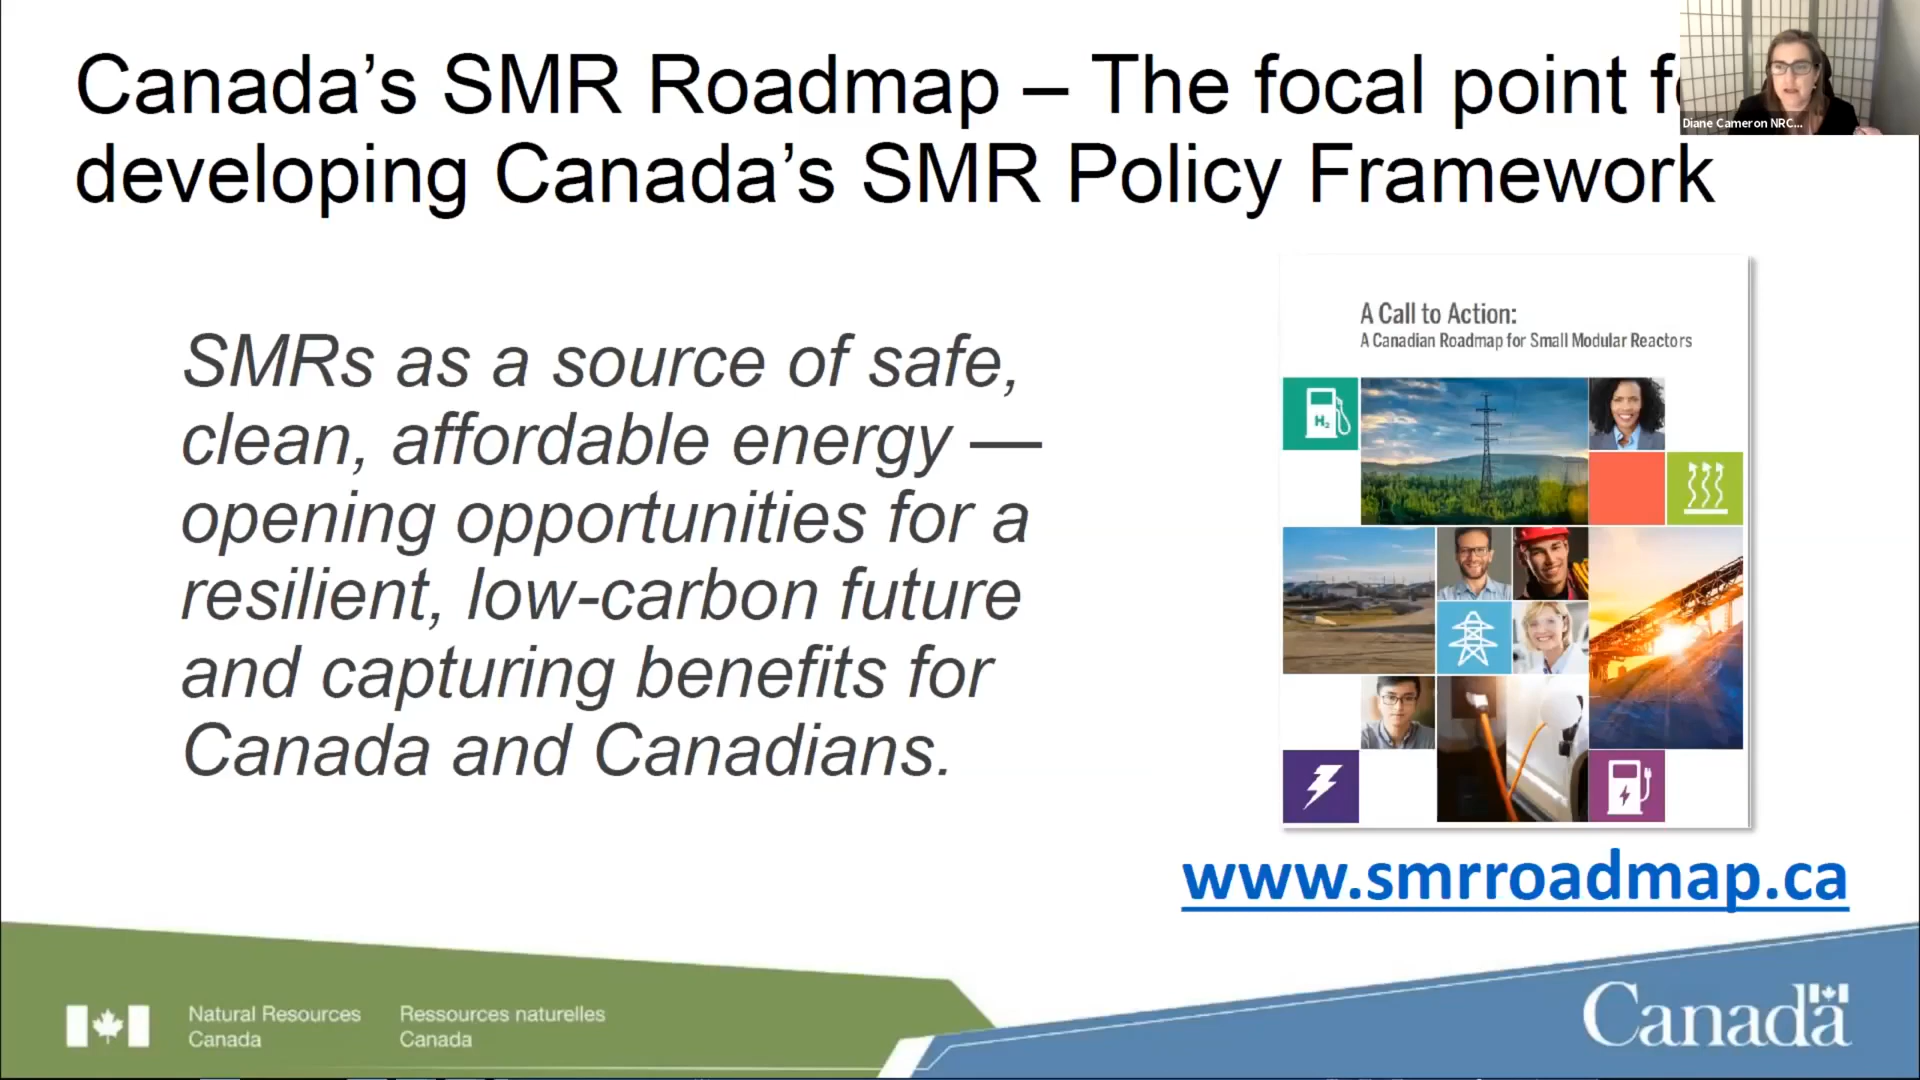 Canada’s SMR Roadmap – The focal point
developing Canada’s SMR Policy Framework
Diane Cameron NRC...
SMRs as a source of safe,
clean, affordable energy —
opening opportunities for a
resilient, low-carbon future
and capturing benefits for
Canada and Canadians.
A Call to Action:
A Canadian Roadmap for Small Modular Reactors
H₂
www.smrroadmap.ca
Natural Resources
Canada
Ressources naturelles
Canada
Canada